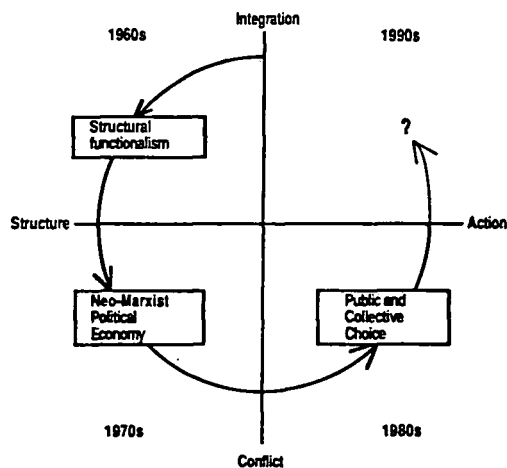 Integration
1960s
1990s
Structural
functionalism
?
Structure
Action
Neo-Marxist
Political
Economy
Public and
Collective
Choice
1970s
1980s
Conflict